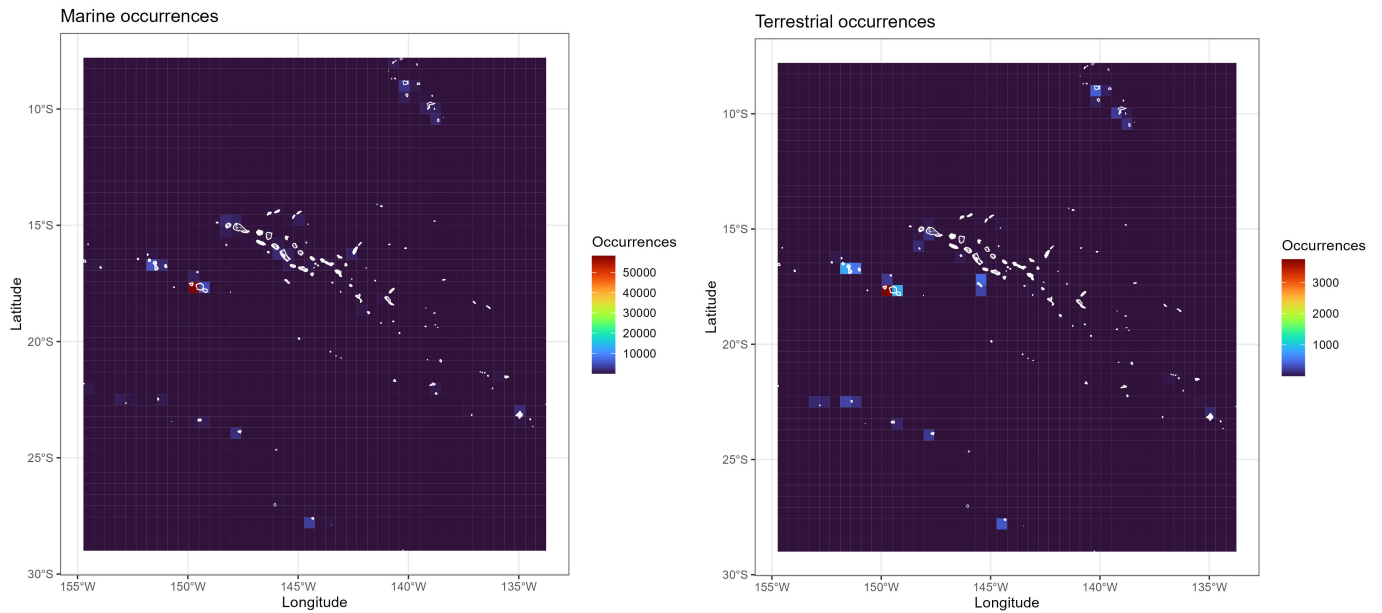 Marine occurrences
10°S
15°S
20°S
25°S
30°S
155°W
150°W
145°W
140°W
135°W
Longitude
Latitude
Occurrences
50000
40000
30000
20000
10000
Terrestrial occurrences
10°S
15°S
20°S
25°S
30°S
155°W
150°W
145°W
140°W
135°W
Longitude
Latitude
Occurrences
3000
2000
1000